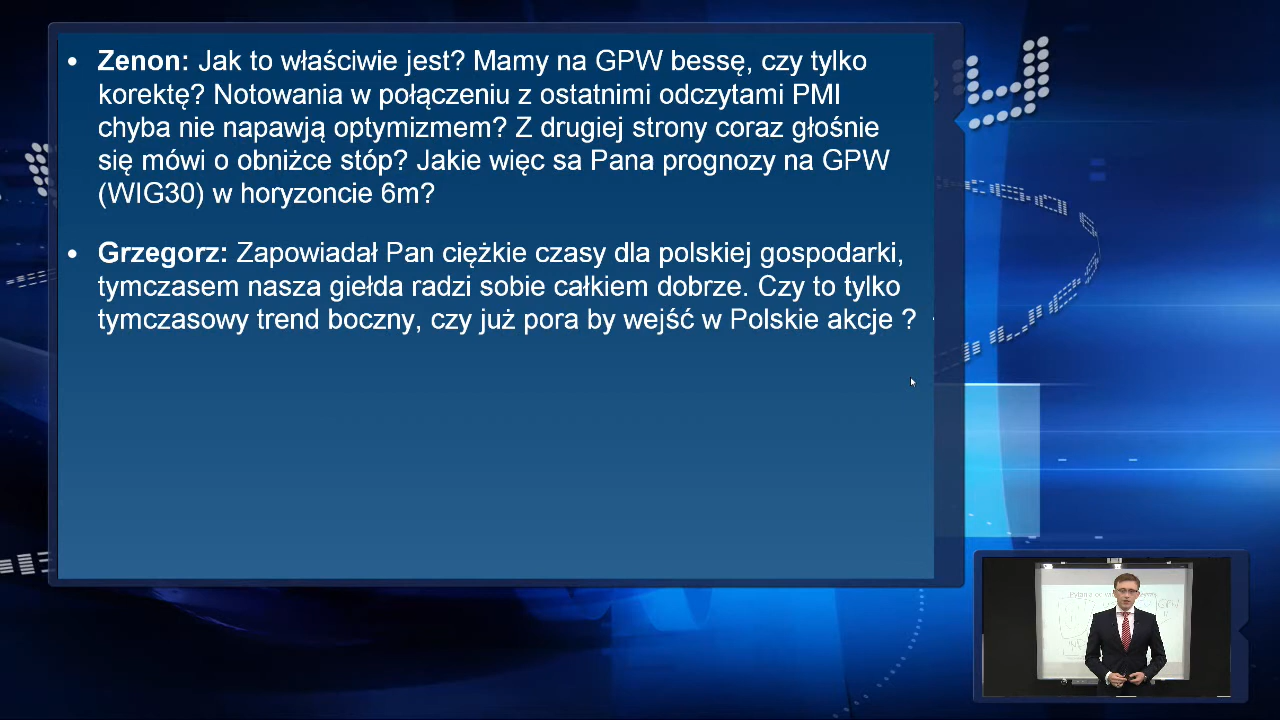 Zenon: Jak to właściwie jest? Mamy na GPW bessę, czy tylko
korektę? Notowania w połączeniu z ostatnimi odczytami PMI
chyba nie napawją optymizmem? Z drugiej strony coraz głośnie
się mówi o obniżce stóp? Jakie więc sa Pana prognozy na GPW
(WIG30) w horyzoncie 6m?
Grzegorz: Zapowiadał Pan ciężkie czasy dla polskiej gospodarki,
tymczasem nasza giełda radzi sobie całkiem dobrze. Czy to tylko
tymczasowy trend boczny, czy już pora by wejść w Polskie akcje ?